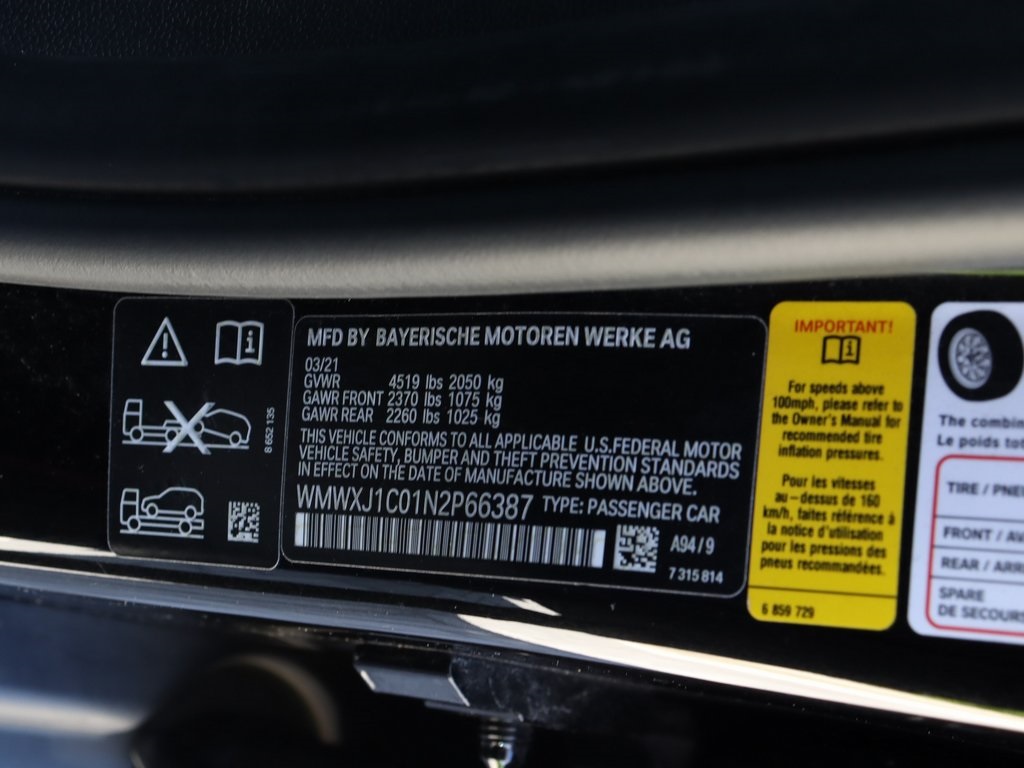 8 652 135
MFD BY BAYERISCHE MOTOREN WERKE AG
03/21
GVWR 4519 lbs 2050 kg
GAWR FRONT 2370 lbs 1075 kg
GAWR REAR 2260 lbs 1025 kg
THIS VEHICLE CONFORMS TO ALL APPLICABLE U.S.FEDERAL MOTOR
VEHICLE SAFETY, BUMPER AND THEFT PREVENTION STANDARDS
IN EFFECT ON THE DATE OF MANUFACTURE SHOWN ABOVE.
WMWXJ1C01N2P66387 TYPE: PASSENGER CAR
A94/9
7 315 814
IMPORTANT!
For speeds above
100mph, please refer to
the Owner's Manual for
recommended tire
inflation pressures.
Pour les vitesses
au-dessus de 160
km/h, faites référence à
la notice d'utilisation
pour les pressions des
pneus recommandées.
6 859 729
The combin
Le poids tot
TIRE / PNE
FRONT / AV
REAR / ARR
SPARE
DE SECOURS